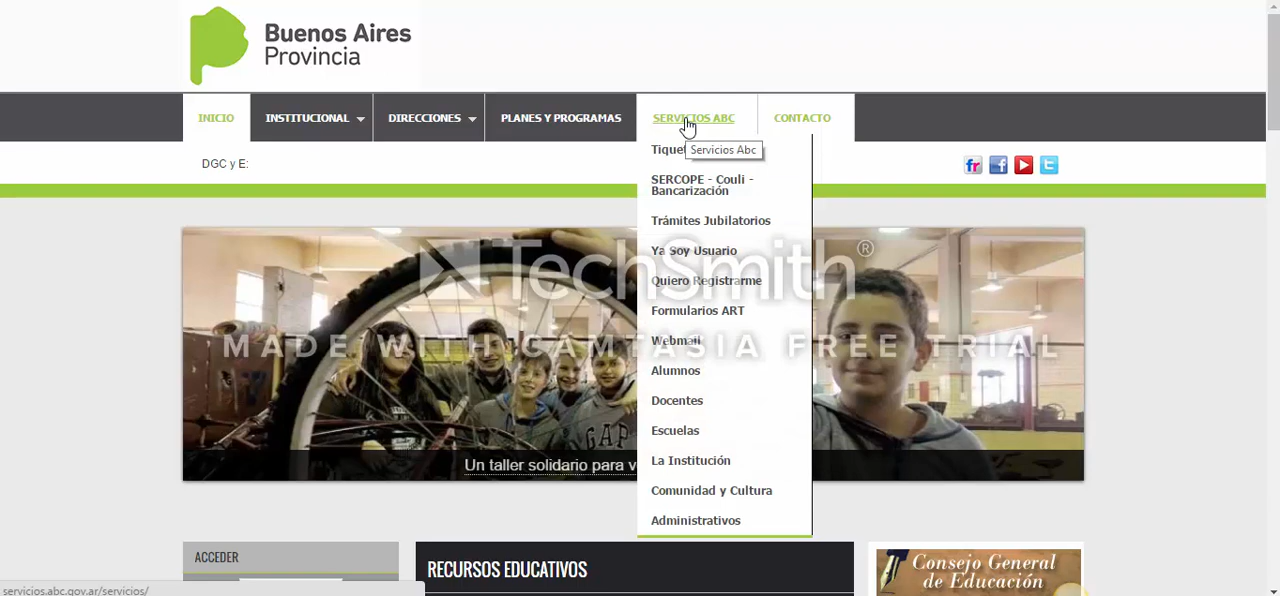 Buenos Aires
Provincia
INICIO
INSTITUCIONAL
DIRECCIONES
PLANES Y PROGRAMAS
SERVICIOS ABC
CONTACTO
Servicios Abc
SERCOPE - Couli -
Bancarización
Trámites Jubilatorios
Ya Soy Usuario
Quiero Registrarme
Formularios ART
Webmail
Alumnos
Docentes
Escuelas
La Institución
Comunidad y Cultura
Administrativos
DGC y E:
fr
f
TechSmith®
MADE WITH CAMTASIA FREE TRIAL
GAP
Un taller solidario para
ACCEDER
RECURSOS EDUCATIVOS
Consejo General
de Educación
servicios.abc.gov.ar/servicios/